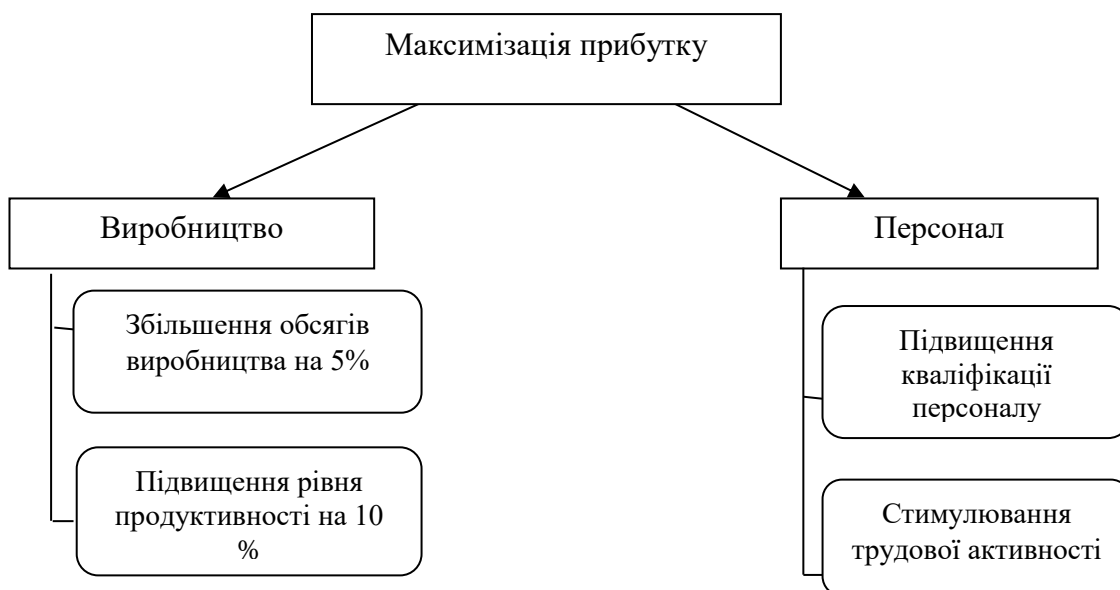 Максимізація прибутку
Виробництво
Персонал
Збільшення обсягів
виробництва на 5%
Підвищення
кваліфікації
персоналу
Підвищення рівня
продуктивності на 10
%
Стимулювання
трудової активності